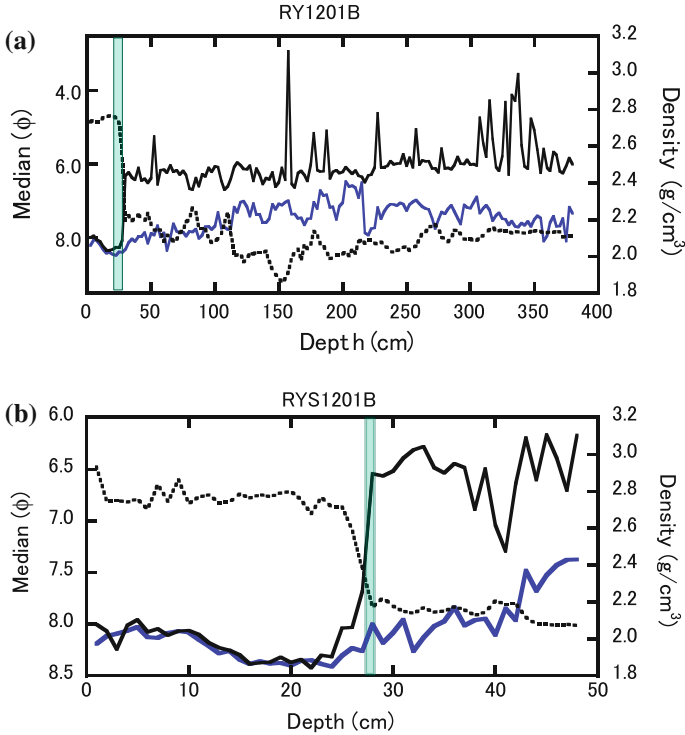 RY1201B
(a)
3.2
4.0
3.0
2.8
6.0
2.6
2.4
8.0
2.2
2.0
1.8
Median (ϕ)
Density (g/cm³)
0 50 100 150 200 250 300 350 400
Depth (cm)
RYS1201B
(b)
6.0
6.5
7.0
7.5
8.0
8.5
Median (ϕ)
3.2
3.0
2.8
2.6
2.4
2.2
2.0
1.8
Density (g/cm³)
0 10 20 30 40 50
Depth (cm)